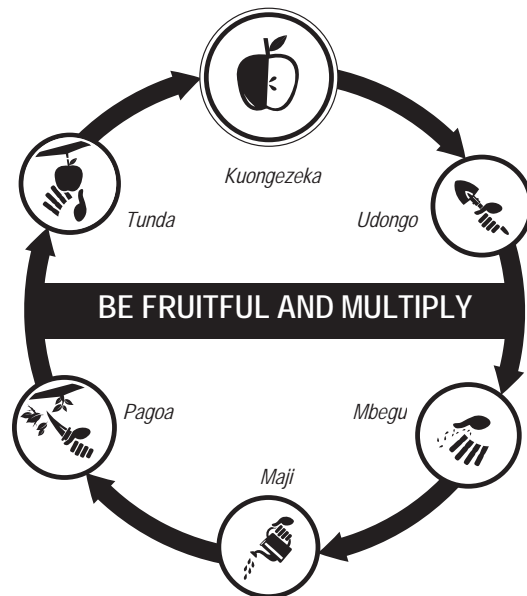 Kuongezeka
Tunda
Udongo
BE FRUITFUL AND MULTIPLY
Pagoa
Mbegu
Maji